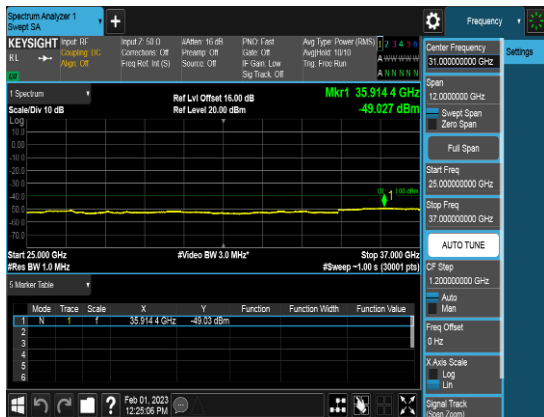 Spectrum Analyzer 1
Swept SA
Frequency
KEYSIGHT
RL
Input: RF
Coupling: DC
Align: Off
Input Z: 50 Ω
Corrections: Off
Freq Ref: Int (S)
#Atten: 16 dB
Preamp: Off
Source: Off
PNO: Fast
Gate: Off
IF Gain: Low
Sig Track: Off
Avg Type: Power (RMS)
Avg|Hold: 10/10
Trig: Free Run
1 2 3 4 5 6
A W W W W W
A N N N N N
1 Spectrum
Scale/Div 10 dB
Ref Lvl Offset 16.00 dB
Ref Level 20.00 dBm
Mkr1 35.914 4 GHz
-49.027 dBm
Log
10.0
0.00
-10.0
-20.0
-30.0
-40.0
-50.0
-60.0
-70.0
1
Start 25.000 GHz
#Res BW 1.0 MHz
#Video BW 3.0 MHz*
Stop 37.000 GHz
#Sweep ~1.00 s (30001 pts)
5 Marker Table
Mode Trace Scale X Y Function Function Width Function Value
1 N 1 f 35.914 4 GHz -49.03 dBm
2
3
4
5
6
Feb 01, 2023
12:25:06 PM
Center Frequency
31.000000000 GHz
Settings
Span
12.0000000 GHz
Swept Span
Zero Span
Full Span
Start Freq
25.000000000 GHz
Stop Freq
37.000000000 GHz
AUTO TUNE
CF Step
1.200000000 GHz
Auto
Man
Freq Offset
0 Hz
X Axis Scale
Log
Lin
Signal Track
(Span Zoom)